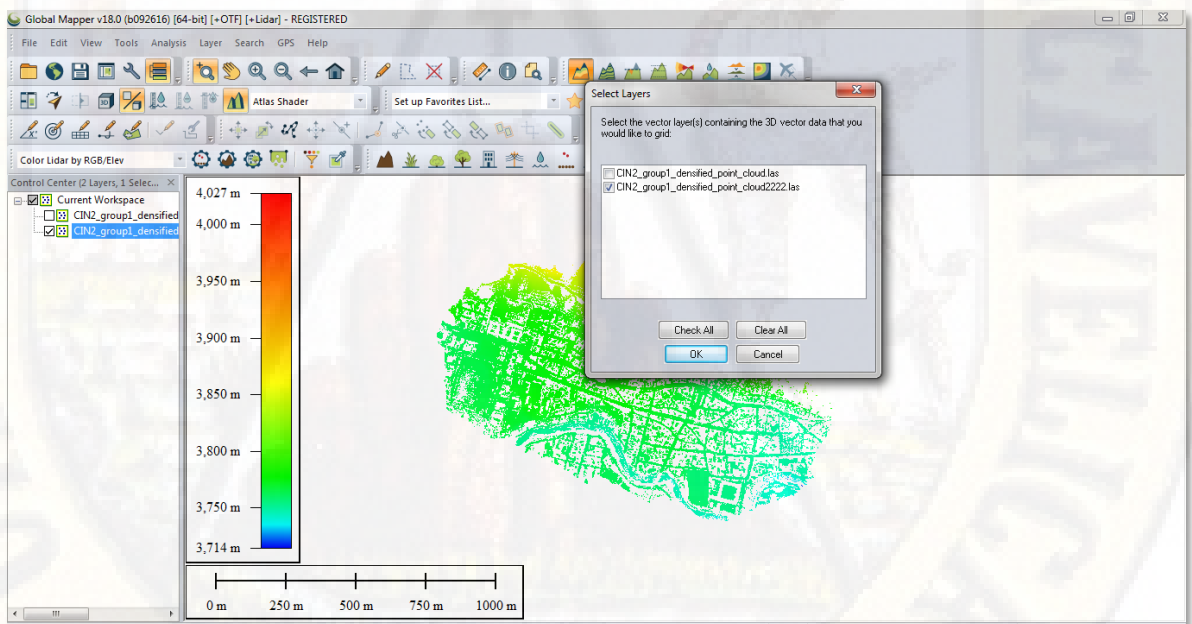 Global Mapper v18.0 (b092616) [64-bit] [+OTF] [+Lidar] - REGISTERED
File Edit View Tools Analysis Layer Search GPS Help
Atlas Shader
Set up Favorites List...
Color Lidar by RGB/Elev
Control Center (2 Layers, 1 Selec...
Current Workspace
CIN2_group1_densified
CIN2_group1_densified
4,027 m
4,000 m
3,950 m
3,900 m
3,850 m
3,800 m
3,750 m
3,714 m
0 m 250 m 500 m 750 m 1000 m
Select Layers
Select the vector layer(s) containing the 3D vector data that you
would like to grid:
CIN2_group1_densified_point_cloud.las
CIN2_group1_densified_point_cloud2222.las
Check All Clear All
OK Cancel